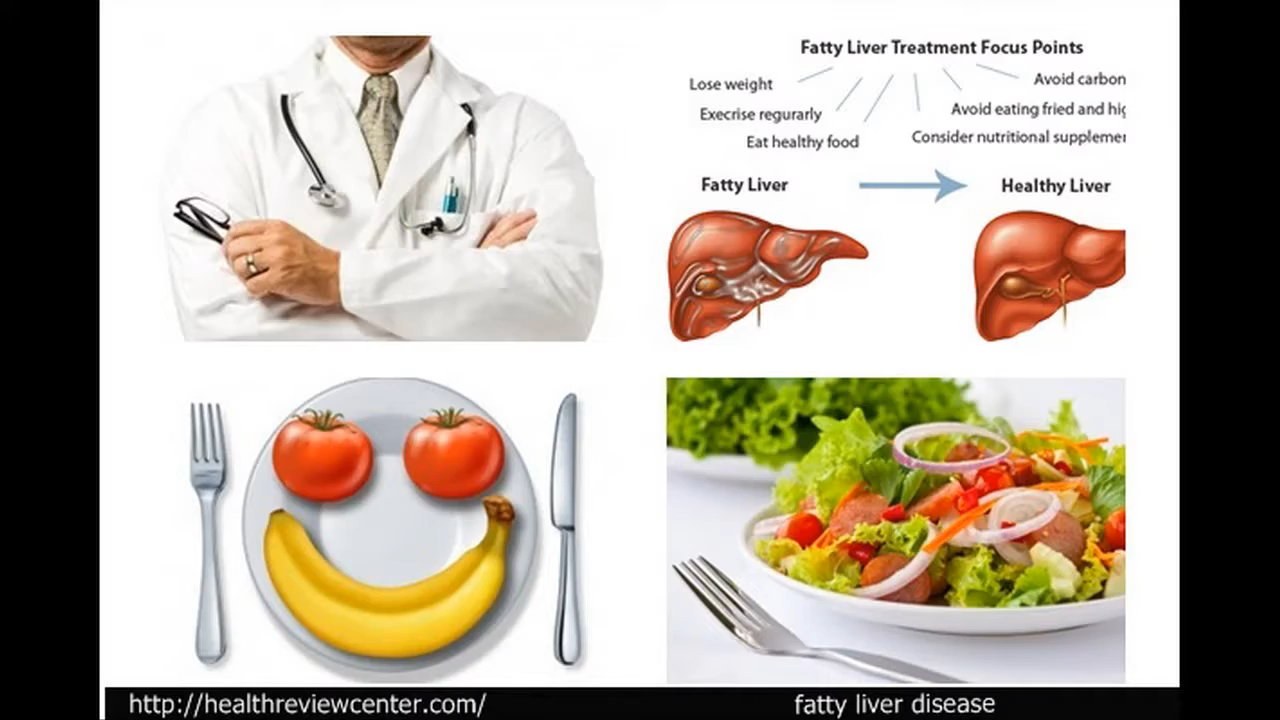 Fatty Liver Treatment Focus Points
Lose weight
Avoid carbon
Execrise regurarly
Avoid eating fried and hig
Eat healthy food
Consider nutritional supplemen
Fatty Liver
Healthy Liver
http://healthreviewcenter.com/
fatty liver disease